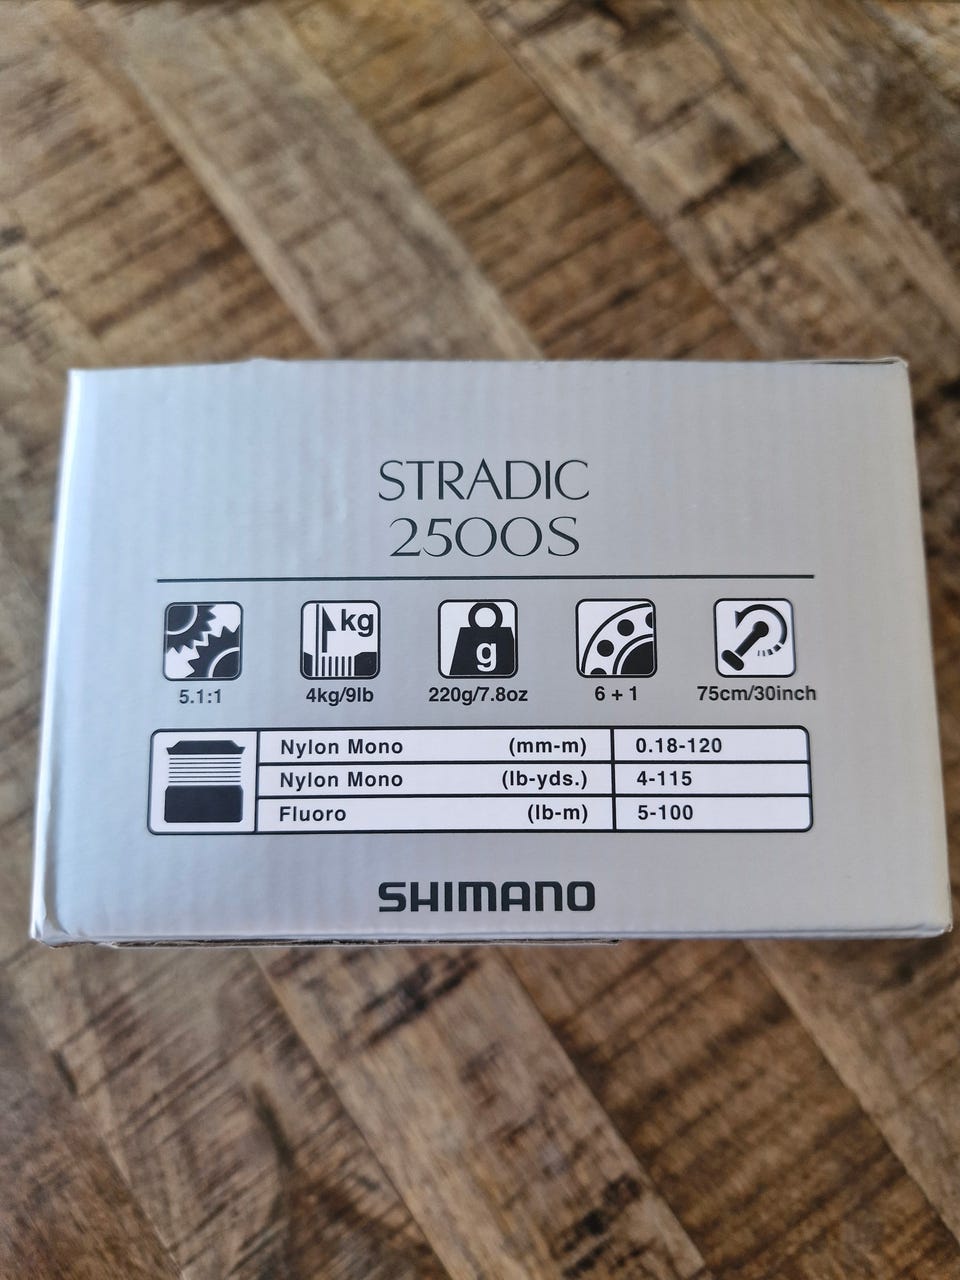 STRADIC
2500S
kg
g
5.1:1 4kg/9lb 220g/7.8oz 6 + 1 75cm/30inch
Nylon Mono (mm-m) 0.18-120
Nylon Mono (lb-yds.) 4-115
Fluoro (lb-m) 5-100
SHIMANO